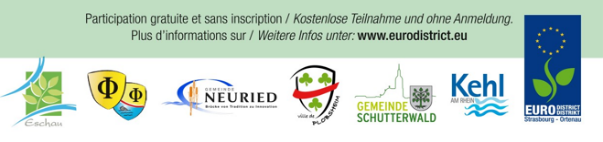 Participation gratuite et sans inscription / Kostenlose Teilnahme und ohne Anmeldung.
Plus d'informations sur / Weitere Infos unter: www.eurodistrict.eu
Eschau
Φ Φ
GEMEINDE
NEURIED
Brücke von Tradition zu Innovation
ville de PLOBSHEIM
GEMEINDE
SCHUTTERWALD
Kehl
AM RHEIN
EURO DISTRICT
DISTRIKT
Strasbourg - Ortenau